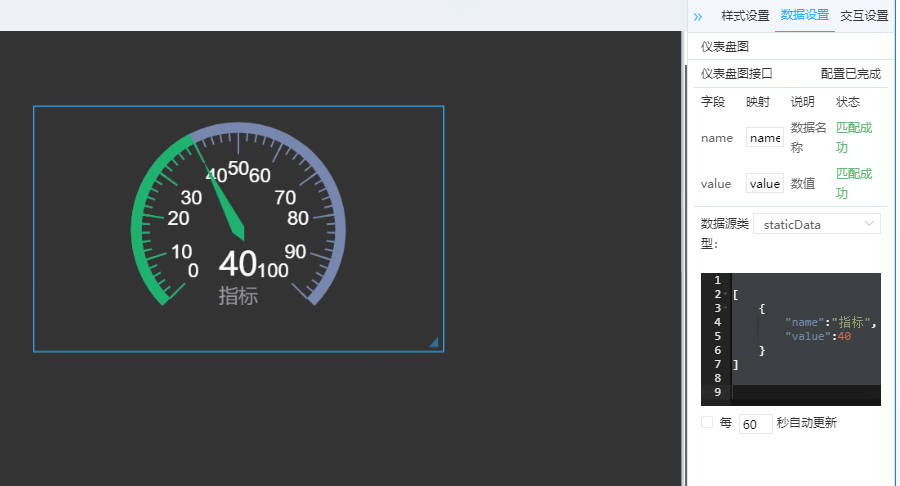 » 样式设置 数据设置 交互设置
仪表盘图
仪表盘图接口 配置已完成
字段 映射 说明 状态
name name 数据名称 匹配成功
value value 数值 匹配成功
数据源类型： staticData
1
2 [
3 {
4 "name":"指标",
5 "value":40
6 }
7 ]
8
9
每 60 秒自动更新
0
10
20
30
40
50
60
70
80
90
100
40
指标